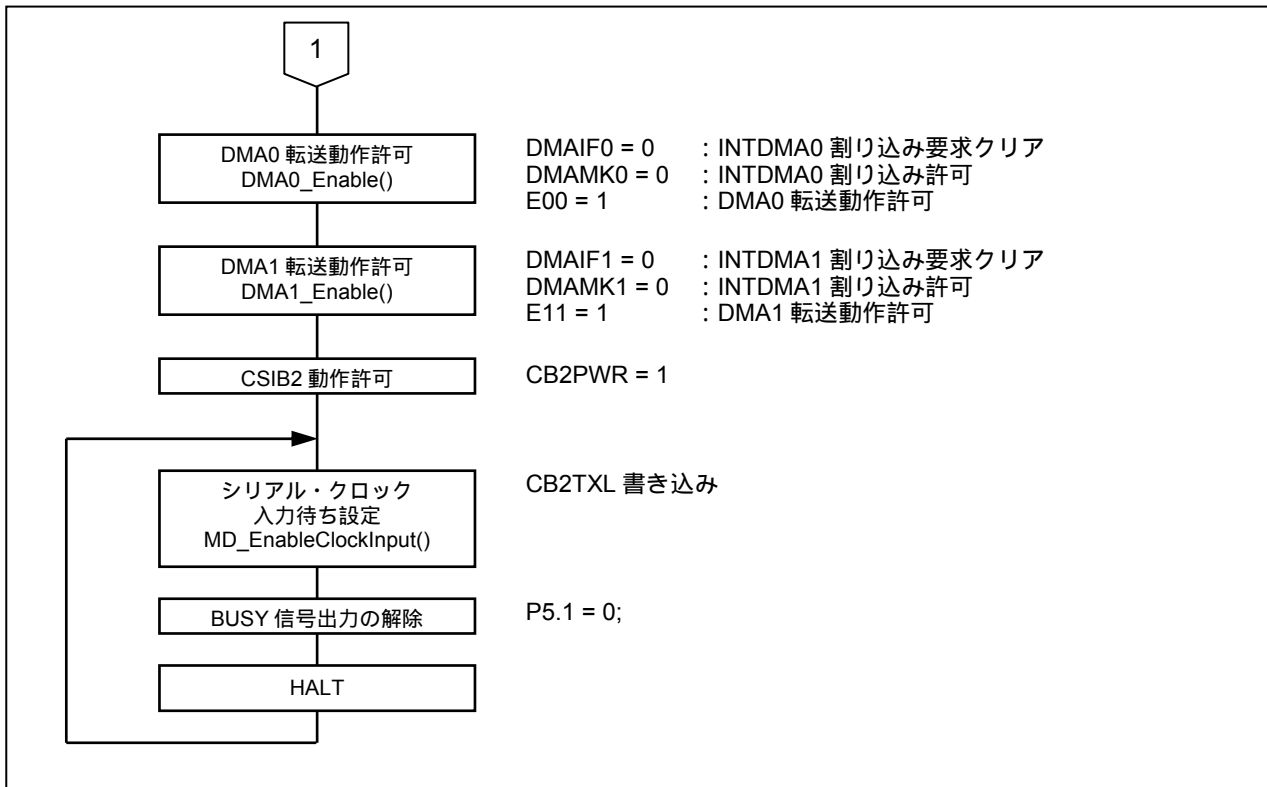 1
DMA0 転送動作許可
DMA0_Enable()
DMAIF0 = 0 : INTDMA0 割り込み要求クリア
DMAMK0 = 0 : INTDMA0 割り込み許可
E00 = 1 : DMA0 転送動作許可
DMA1 転送動作許可
DMA1_Enable()
DMAIF1 = 0 : INTDMA1 割り込み要求クリア
DMAMK1 = 0 : INTDMA1 割り込み許可
E11 = 1 : DMA1 転送動作許可
CSIB2 動作許可
CB2PWR = 1
シリアル・クロック
入力待ち設定
MD_EnableClockInput()
CB2TXL 書き込み
BUSY 信号出力の解除
P5.1 = 0;
HALT